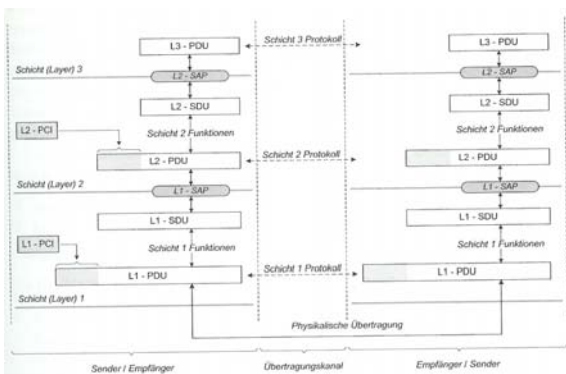 L3 - PDU
Schicht 3 Protokoll
L3 - PDU
Schicht (Layer) 3
L2 - SAP
L2 - SAP
L2 - SDU
L2 - SDU
L2 - PCI
Schicht 2 Funktionen
Schicht 2 Funktionen
L2 - PDU
Schicht 2 Protokoll
L2 - PDU
Schicht (Layer) 2
L1 - SAP
L1 - SAP
L1 - SDU
L1 - SDU
L1 - PCI
Schicht 1 Funktionen
Schicht 1 Funktionen
L1 - PDU
Schicht 1 Protokoll
L1 - PDU
Schicht (Layer) 1
Physikalische Übertragung
Sender / Empfänger
Übertragungskanal
Empfänger / Sender